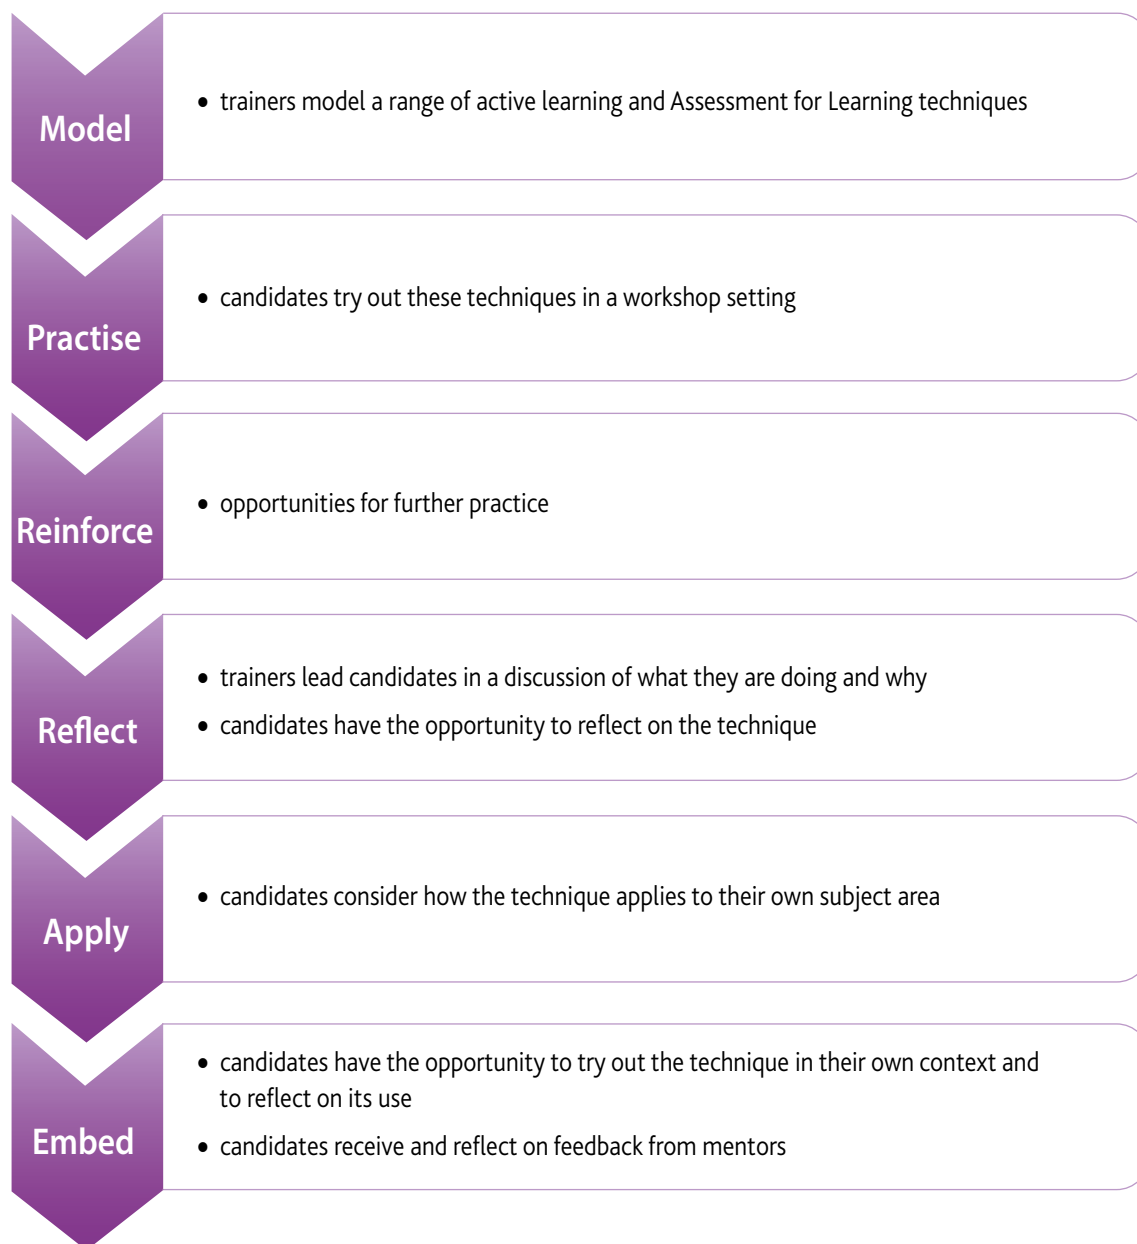 Model
• trainers model a range of active learning and Assessment for Learning techniques
Practise
• candidates try out these techniques in a workshop setting
Reinforce
• opportunities for further practice
Reflect
• trainers lead candidates in a discussion of what they are doing and why
• candidates have the opportunity to reflect on the technique
Apply
• candidates consider how the technique applies to their own subject area
Embed
• candidates have the opportunity to try out the technique in their own context and
to reflect on its use
• candidates receive and reflect on feedback from mentors